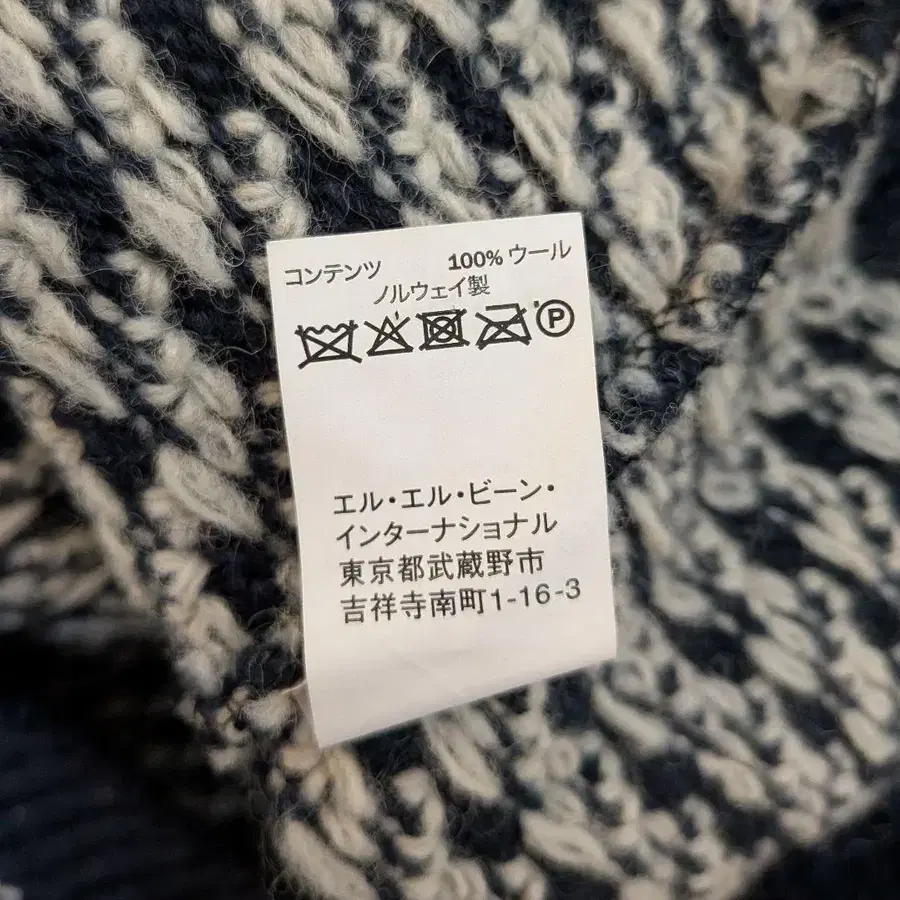 コンテンツ 100% ウール
ノルウェイ製
P
エル・エル・ビーン・
インターナショナル
東京都武蔵野市
吉祥寺南町1-16-3